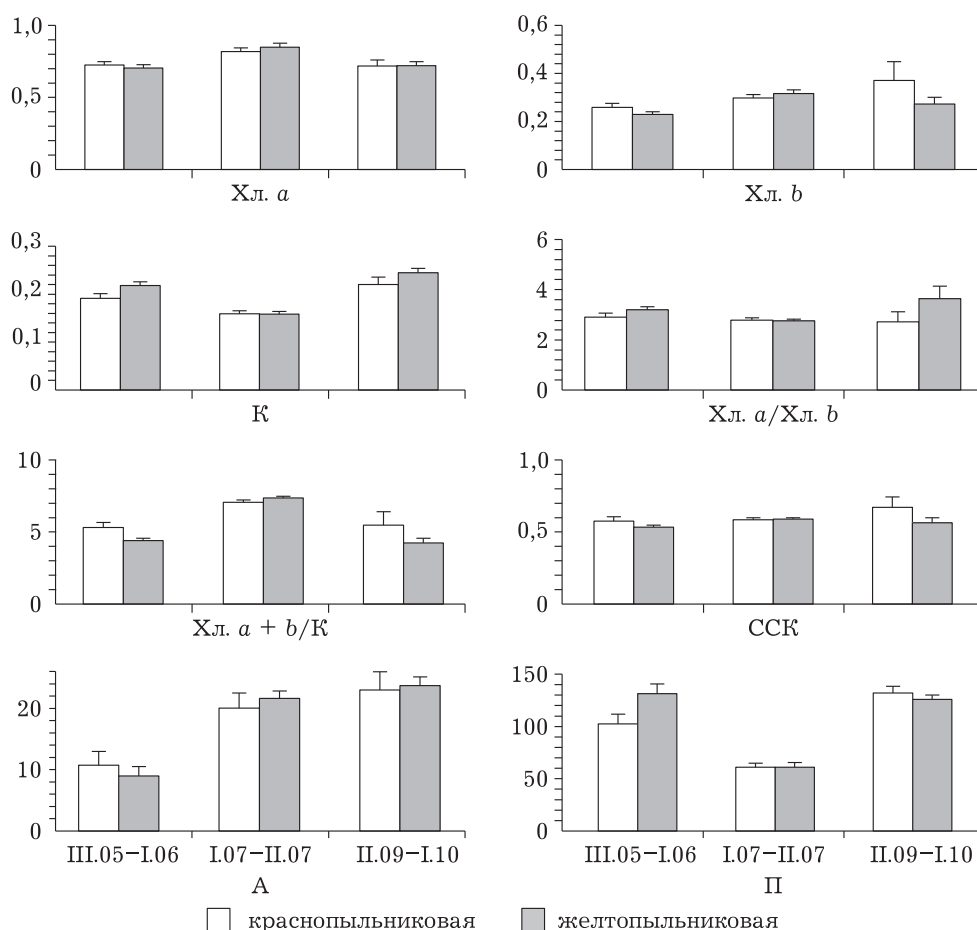 1,0
0,5
0
Хл. a
0,6
0,4
0,2
0
Хл. b
0,3
0,2
0,1
0
К
6
4
2
0
Хл. a/Хл. b
10
5
0
Хл. a + b/К
1,0
0,5
0
ССК
20
10
0
III.05–I.06 I.07–II.07 II.09–I.10
А
150
100
50
0
III.05–I.06 I.07–II.07 II.09–I.10
П
краснопыльниковая желтопыльниковая